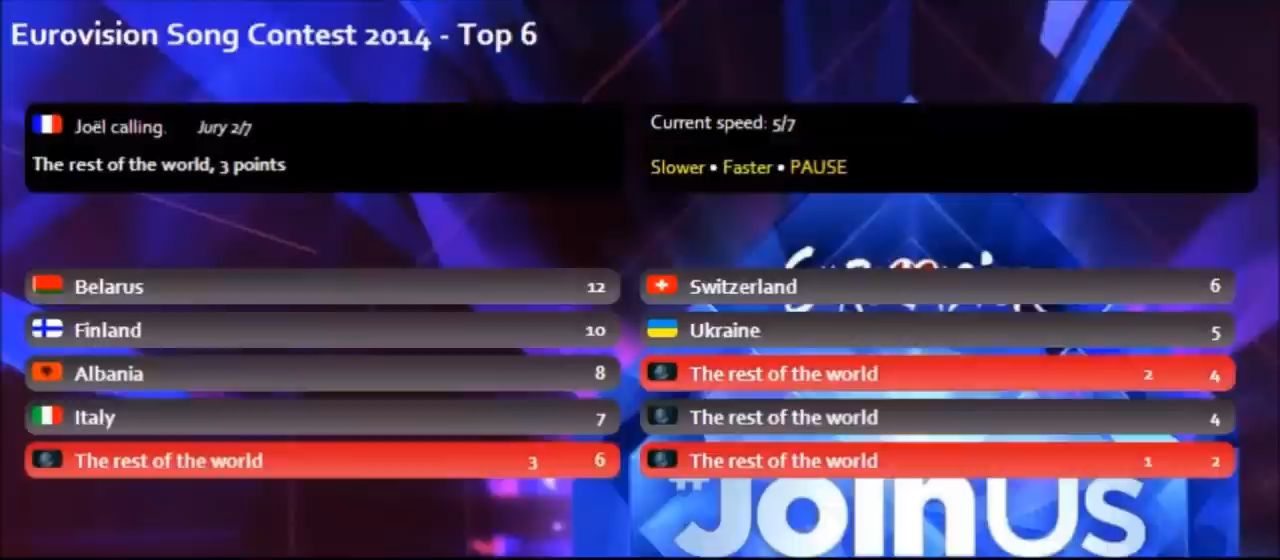 Eurovision Song Contest 2014 - Top 6
Joël calling. Jury 2/7
The rest of the world, 3 points
Current speed: 5/7
Slower • Faster • PAUSE
Belarus 12
Finland 10
Albania 8
Italy 7
The rest of the world 3 6
Switzerland 6
Ukraine 5
The rest of the world 2 4
The rest of the world 4
The rest of the world 1 2
#JoinUs